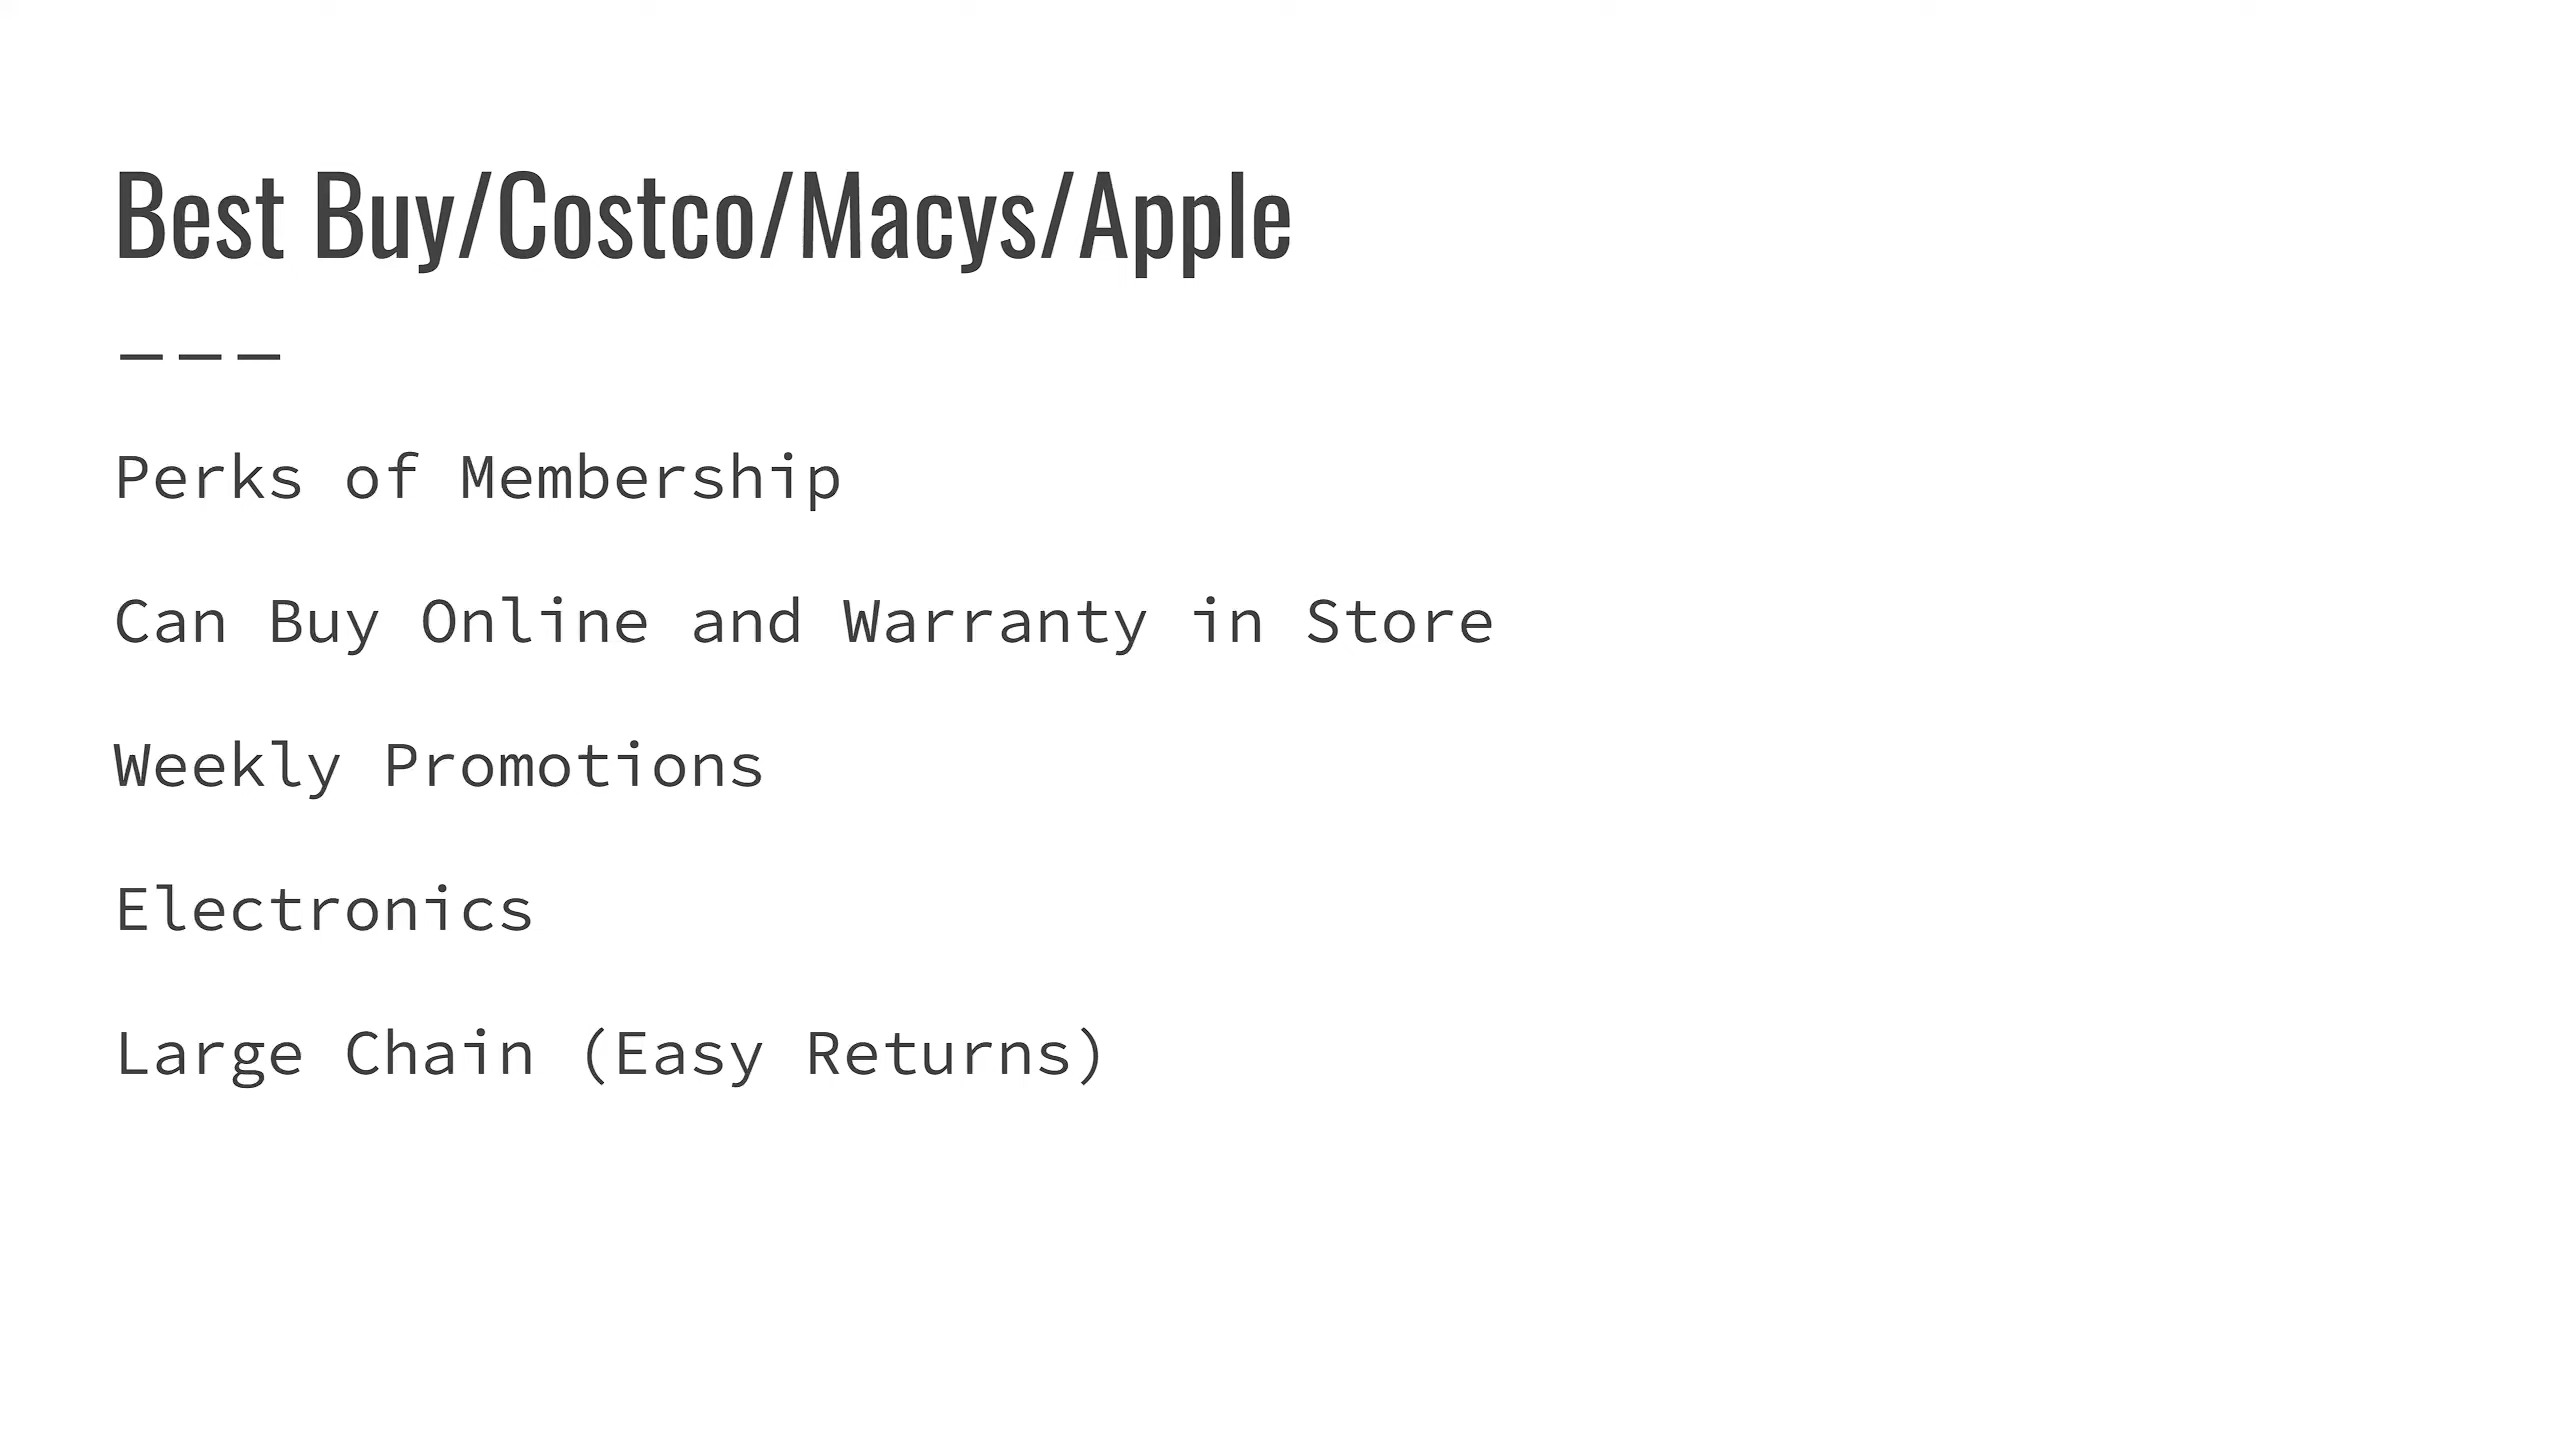 Best Buy/Costco/Macys/Apple
———
Perks of Membership
Can Buy Online and Warranty in Store
Weekly Promotions
Electronics
Large Chain (Easy Returns)